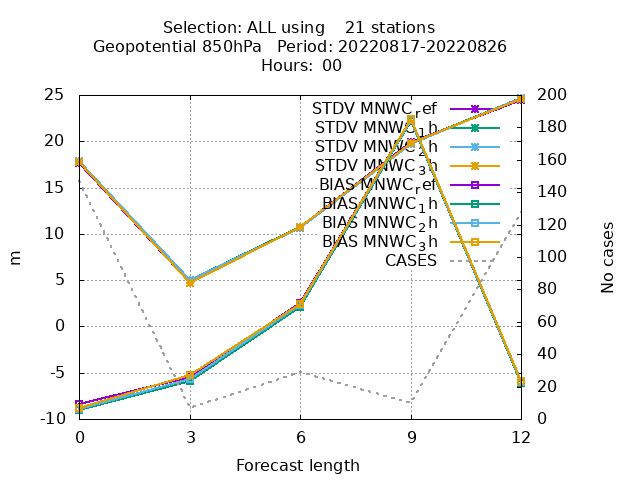 Selection: ALL using    21 stations
Geopotential 850hPa   Period: 20220817-20220826
Hours: 00
m
No cases
25
20
15
10
5
0
-5
-10
200
180
160
140
120
100
80
60
40
20
0
STDV MNWC_ref
STDV MNWC_1h
STDV MNWC_2h
STDV MNWC_3h
BIAS MNWC_ref
BIAS MNWC_1h
BIAS MNWC_2h
BIAS MNWC_3h
CASES
0 3 6 9 12
Forecast length